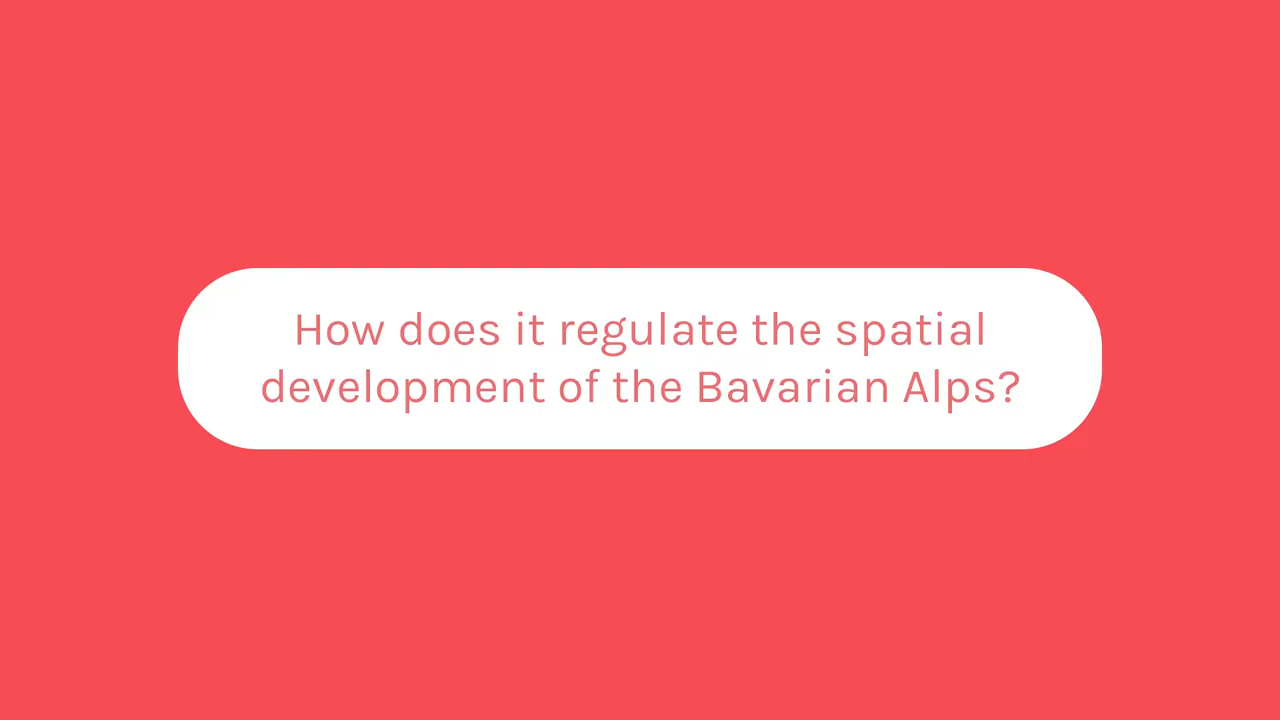 How does it regulate the spatial
development of the Bavarian Alps?